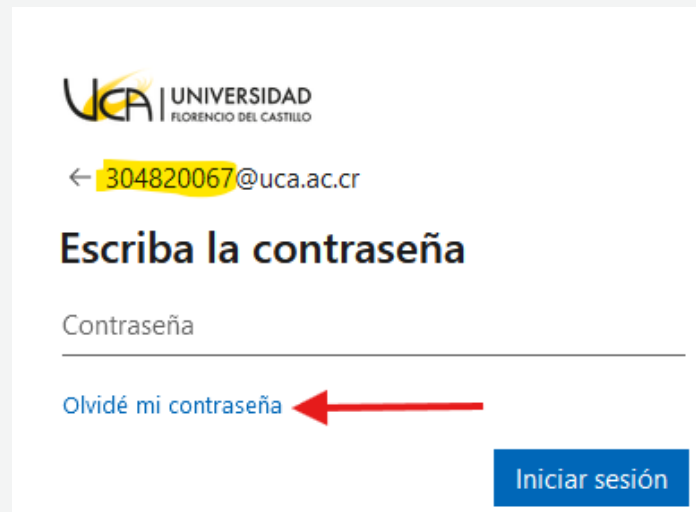 UCA UNIVERSIDAD
FLORENCIO DEL CASTILLO
← 304820067@uca.ac.cr
Escriba la contraseña
Contraseña
Olvidé mi contraseña
Iniciar sesión